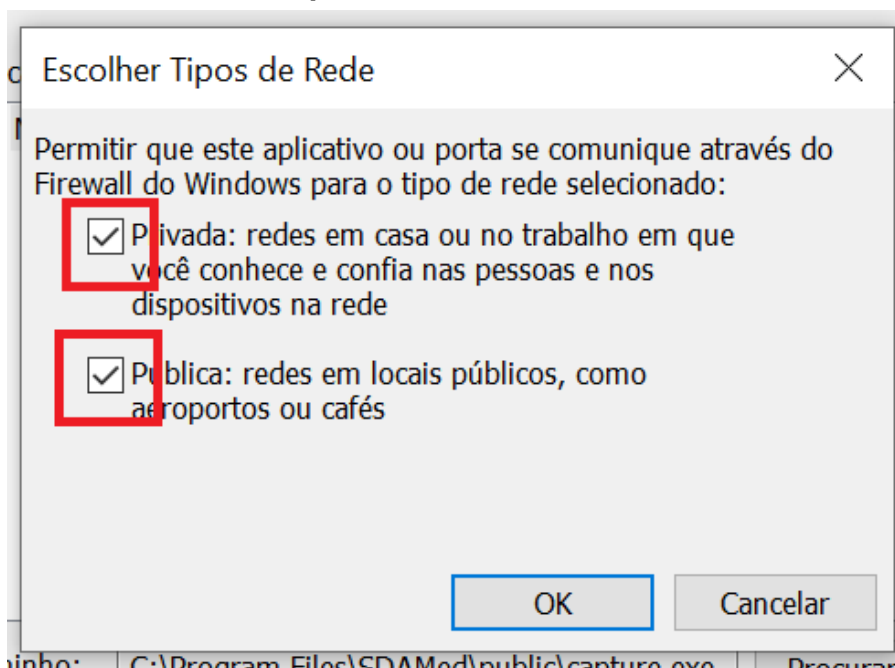 Escolher Tipos de Rede
Permitir que este aplicativo ou porta se comunique através do
Firewall do Windows para o tipo de rede selecionado:
Privada: redes em casa ou no trabalho em que
você conhece e confia nas pessoas e nos
dispositivos na rede
Pública: redes em locais públicos, como
aeroportos ou cafés
OK Cancelar
C:\Program Files\SDAMed\public\capture.exe